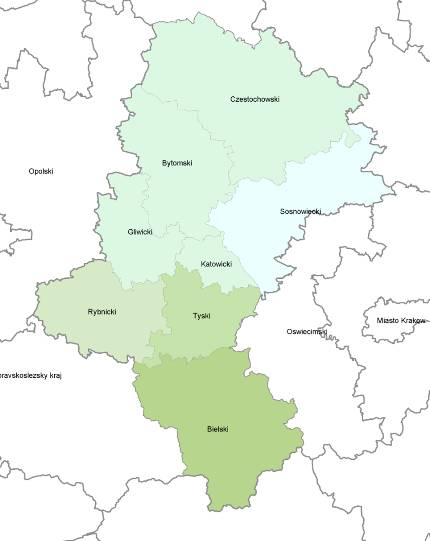 Czestochowski
Bytomski
Opolski
Sosnowiecki
Gliwicki
Katowicki
Rybnicki
Tyski
Miasto Krakow
Oswiecimski
oravskoslezsky kraj
Bielski